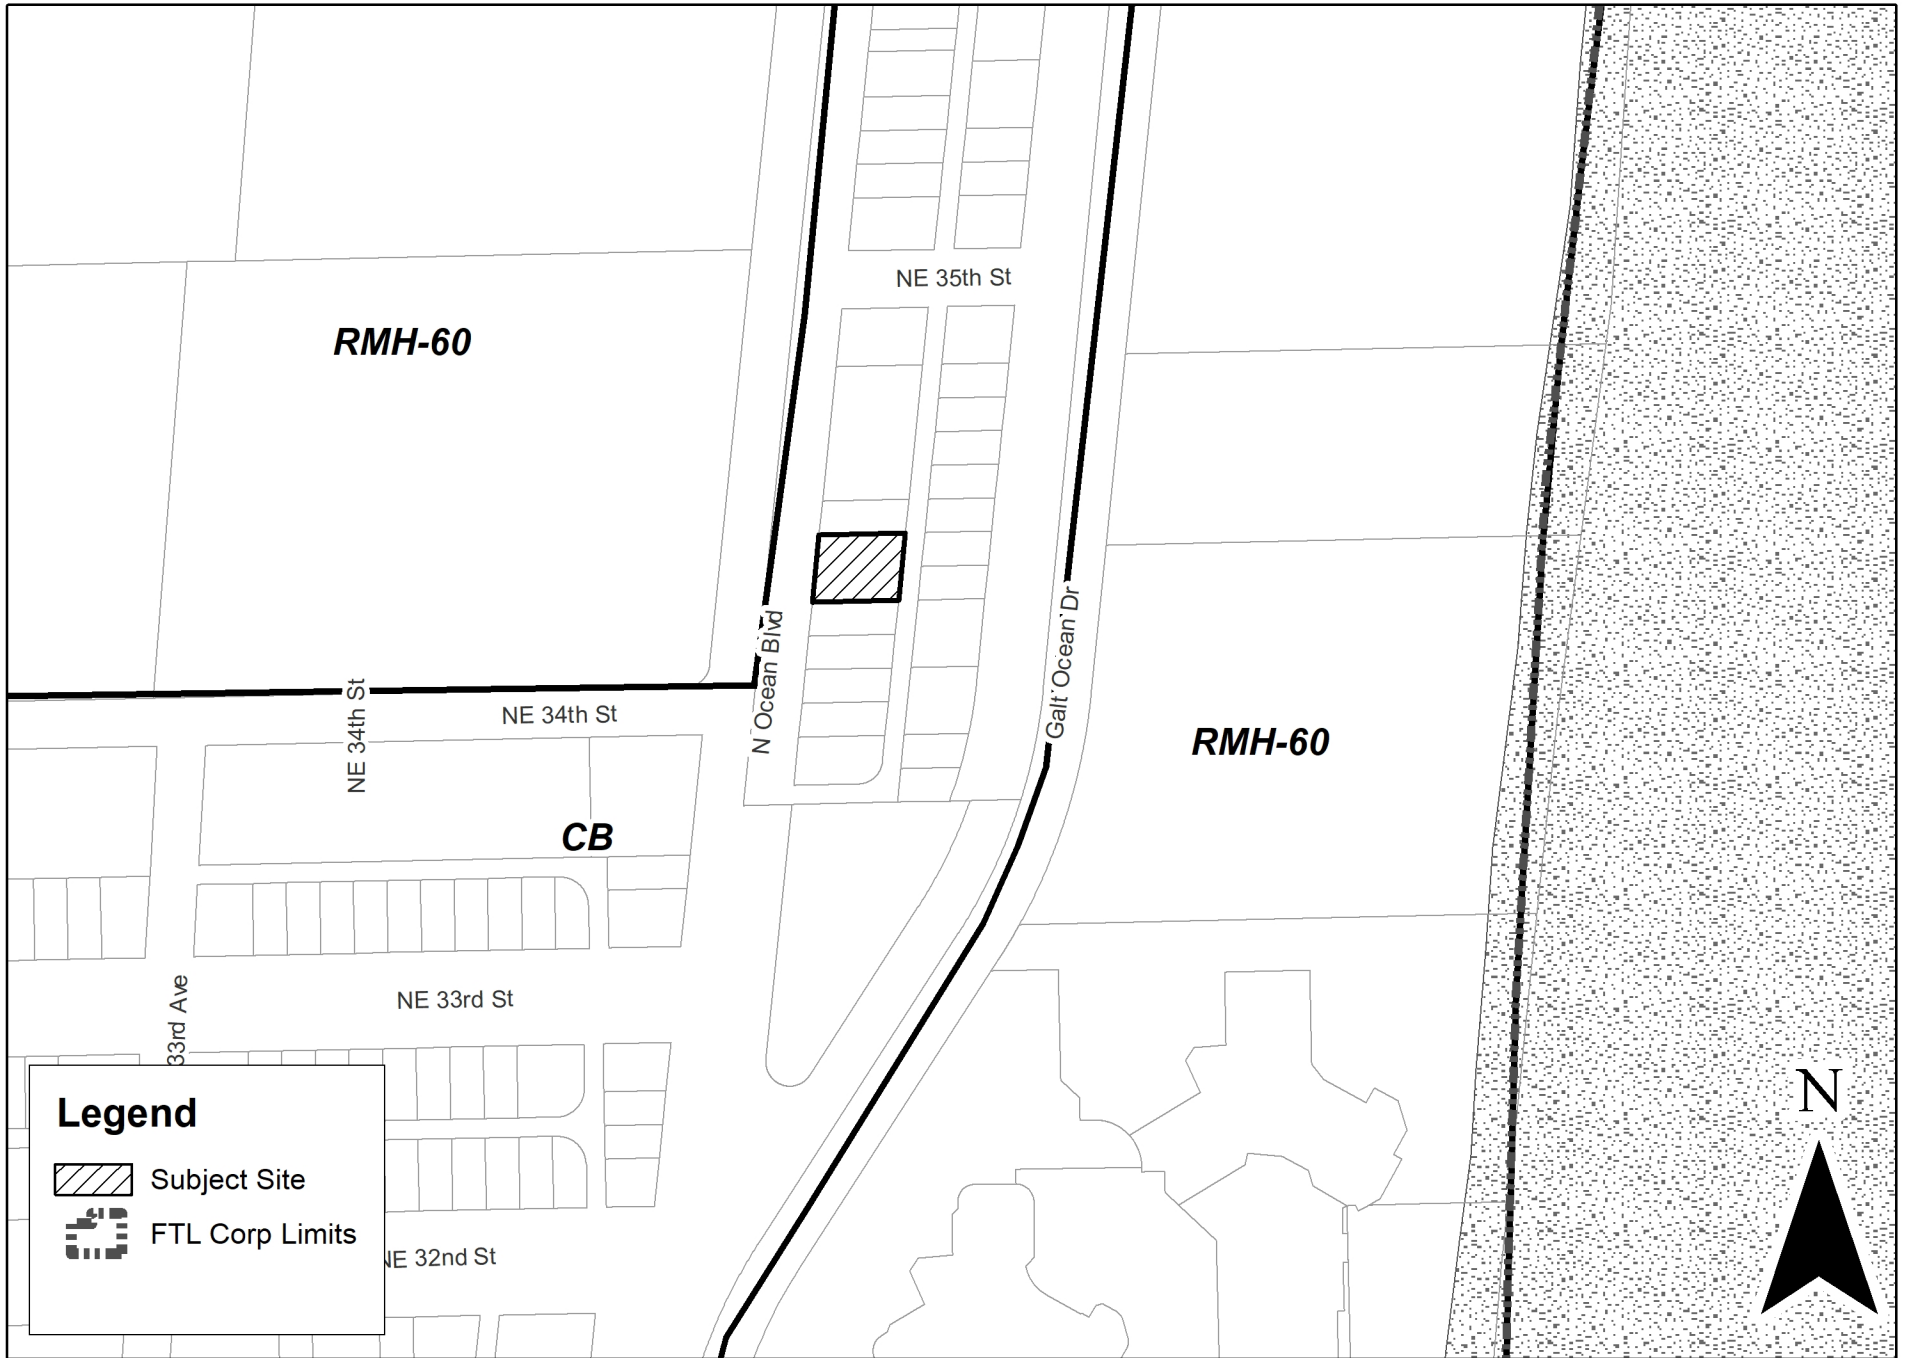 NE 35th St
RMH-60
N Ocean Blvd
Galt Ocean Dr
NE 34th St
NE 34th St
RMH-60
CB
33rd Ave
NE 33rd St
N
Legend
Subject Site
FTL Corp Limits
NE 32nd St